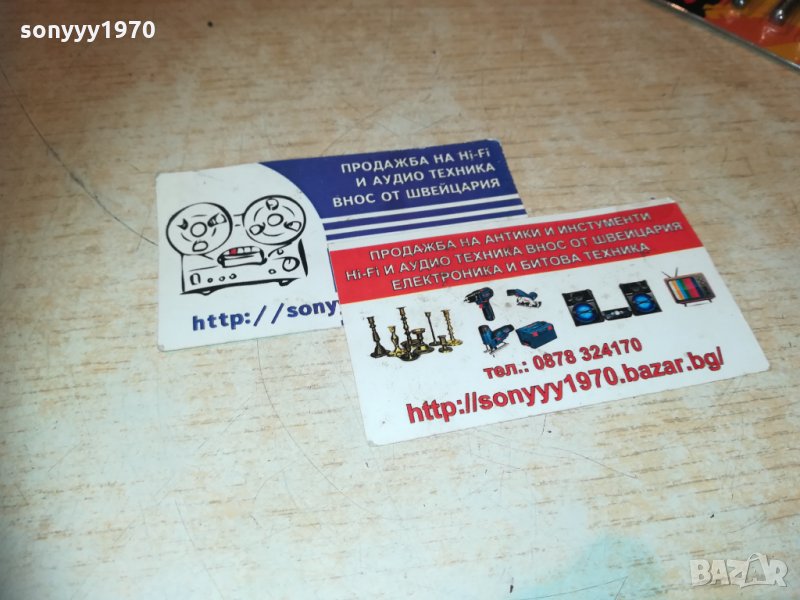 sonyyy1970
ПРОДАЖБА НА Hi-Fi
И АУДИО ТЕХНИКА
ВНОС ОТ ШВЕЙЦАРИЯ
http://sony
ПРОДАЖБА НА АНТИКИ И ИНСТУМЕНТИ
Hi-Fi И АУДИО ТЕХНИКА ВНОС ОТ ШВЕЙЦАРИЯ
ЕЛЕКТРОНИКА И БИТОВА ТЕХНИКА
тел.: 0878 324170
http://sonyyy1970.bazar.bg/
sonyyy1970
BAZAR